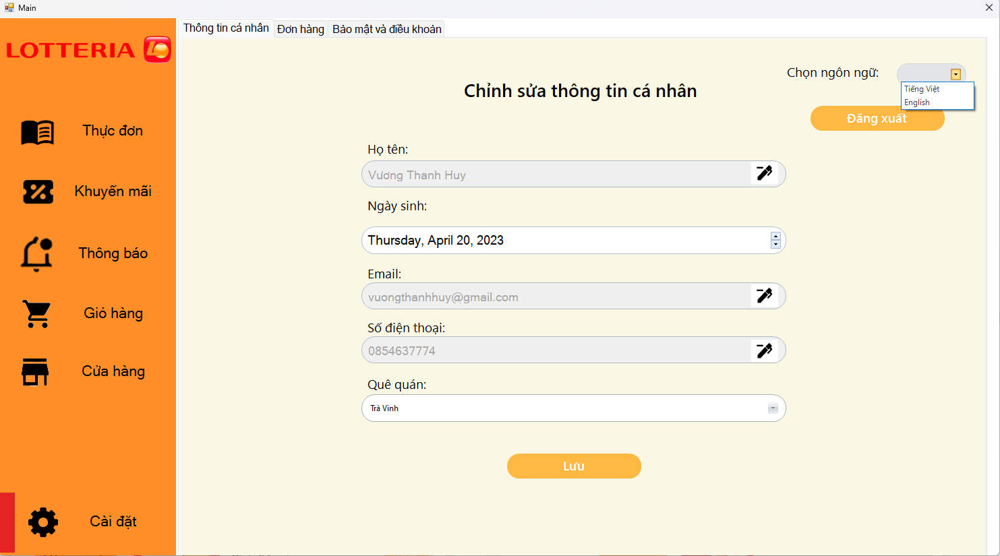 Main
LOTTERIA
Thực đơn
Khuyến mãi
Thông báo
Giỏ hàng
Cửa hàng
Cài đặt
Thông tin cá nhân
Đơn hàng
Bảo mật và điều khoản
Chọn ngôn ngữ:
Tiếng Việt
English
Đăng xuất
Chỉnh sửa thông tin cá nhân
Họ tên:
Vương Thanh Huy
Ngày sinh:
Thursday, April 20, 2023
Email:
vuongthanhhuy@gmail.com
Số điện thoại:
0854637774
Quê quán:
Trà Vinh
Lưu